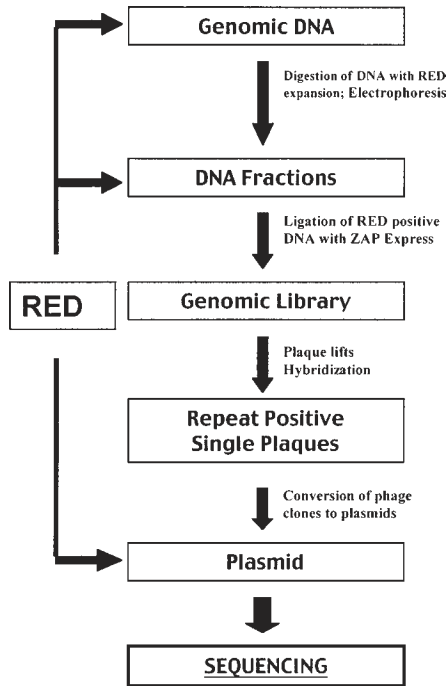 Genomic DNA
Digestion of DNA with RED
expansion; Electrophoresis
DNA Fractions
Ligation of RED positive
DNA with ZAP Express
RED
Genomic Library
Plaque lifts
Hybridization
Repeat Positive
Single Plaques
Conversion of phage
clones to plasmids
Plasmid
SEQUENCING